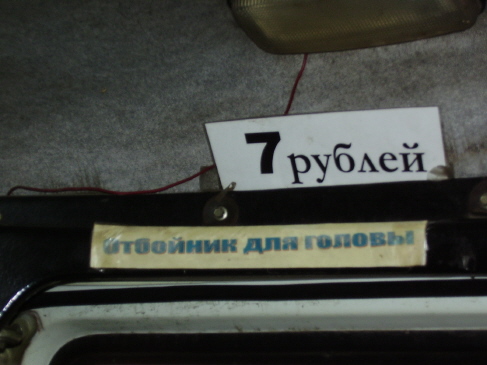 7 рублей
отбойник для головы